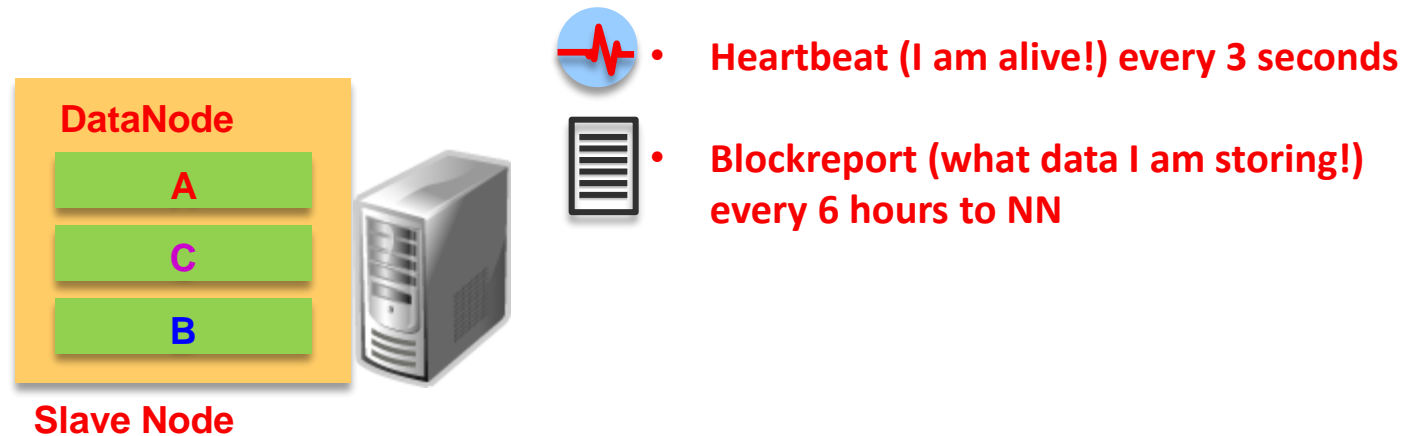 • Heartbeat (I am alive!) every 3 seconds
DataNode
A
C
B
Slave Node
• Blockreport (what data I am storing!)
every 6 hours to NN